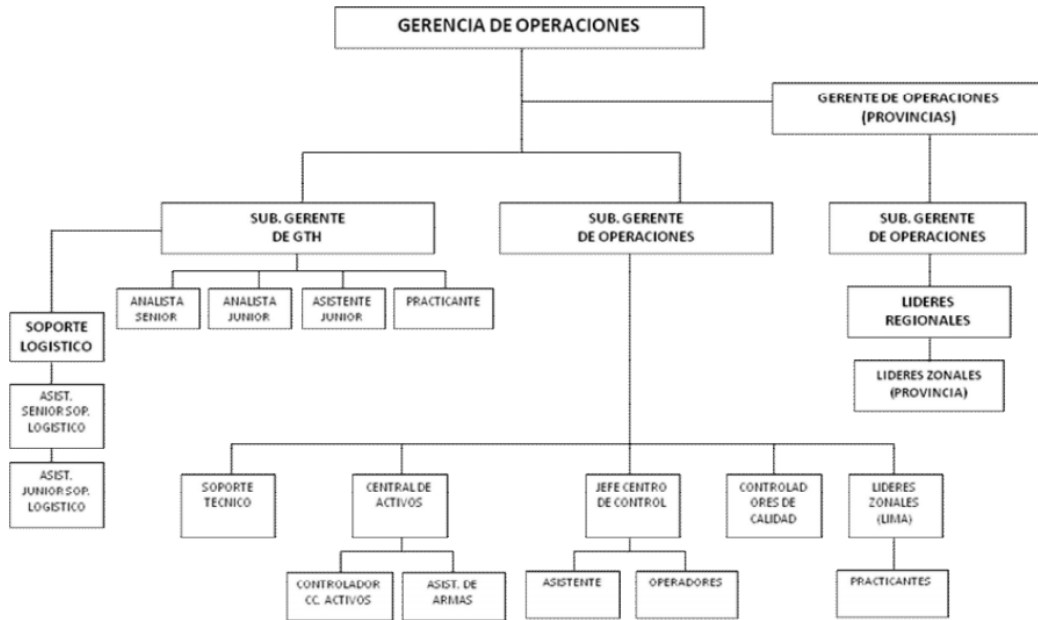 GERENCIA DE OPERACIONES
GERENTE DE OPERACIONES
(PROVINCIAS)
SUB. GERENTE
DE GTH
SUB. GERENTE
DE OPERACIONES
SUB. GERENTE
DE OPERACIONES
ANALISTA
SENIOR
ANALISTA
JUNIOR
ASISTENTE
JUNIOR
PRACTICANTE
SOPORTE
LOGISTICO
LIDERES
REGIONALES
LIDERES ZONALES
(PROVINCIA)
ASIST.
SENIOR SOP.
LOGISTICO
ASIST.
JUNIOR SOP.
LOGISTICO
SOPORTE
TECNICO
CENTRAL DE
ACTIVOS
JEFE CENTRO
DE CONTROL
CONTROLAD
ORES DE
CALIDAD
LIDERES
ZONALES
(LIMA)
CONTROLADOR
CC. ACTIVOS
ASIST. DE
ARMAS
ASISTENTE
OPERADORES
PRACTICANTES